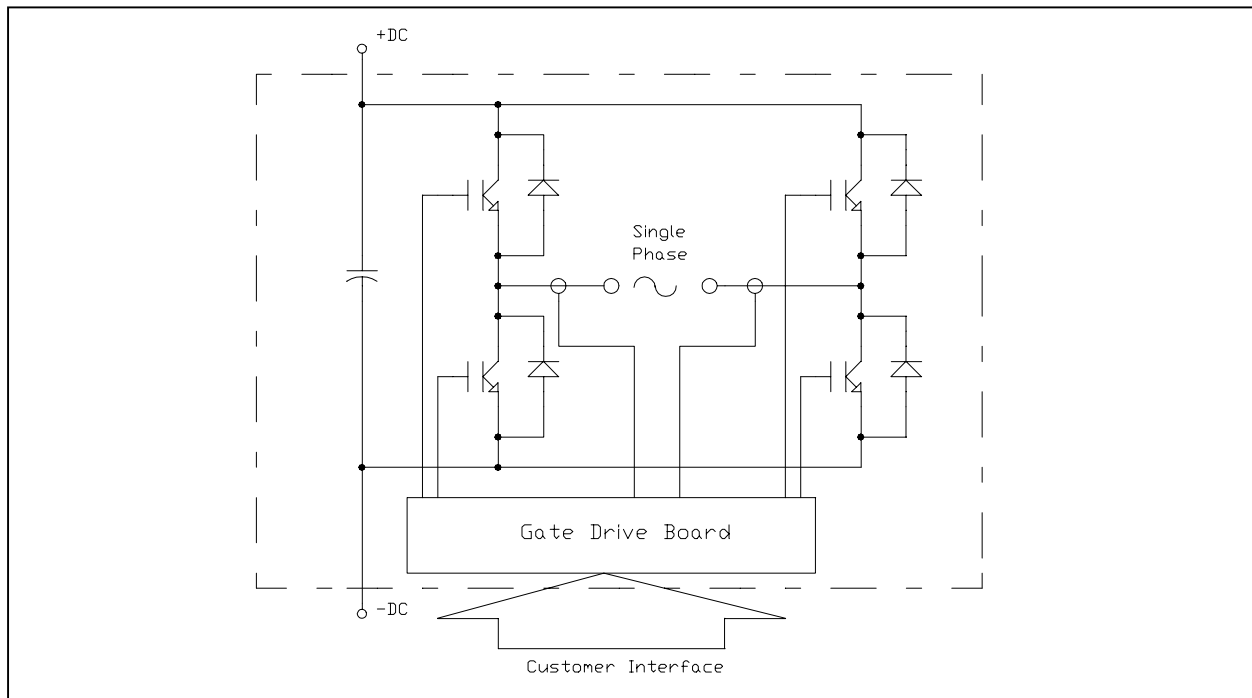 +DC
Single
Phase
Gate Drive Board
-DC
Customer Interface